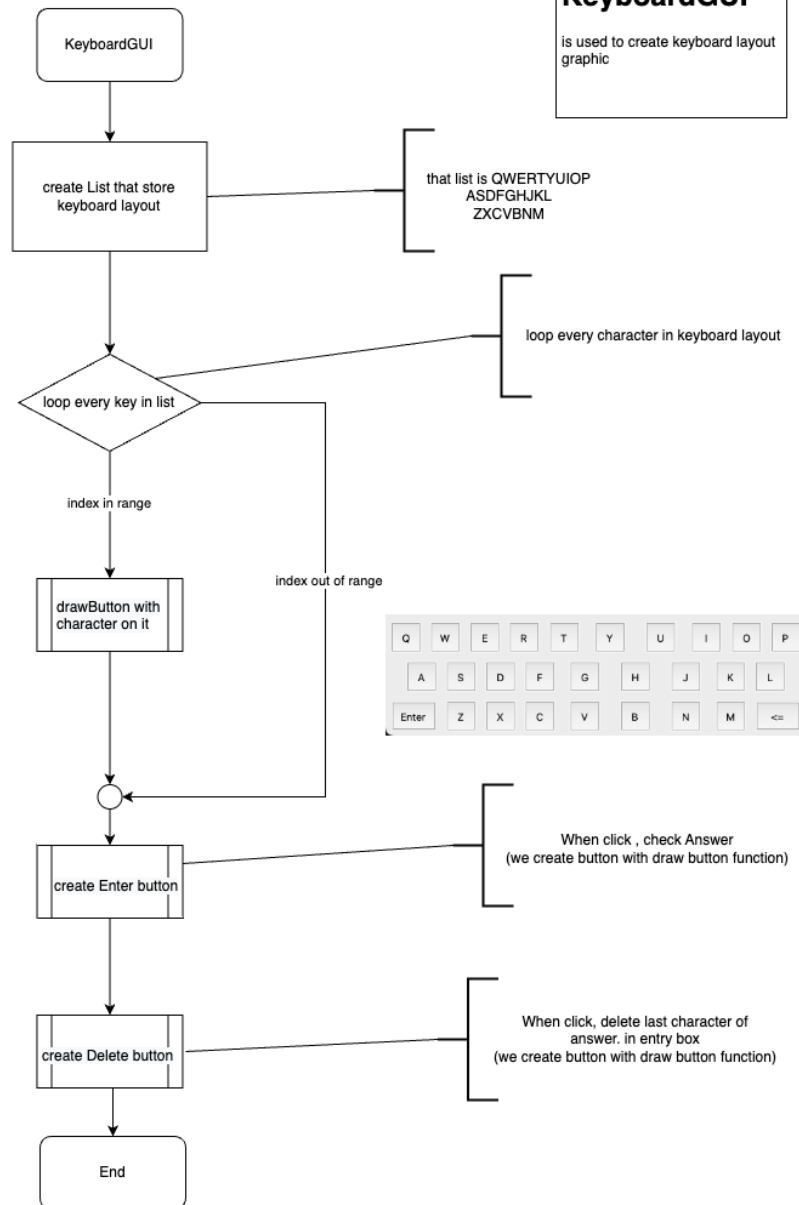 KeyboardGUI
is used to create keyboard layout
graphic
KeyboardGUI
create List that store
keyboard layout
that list is QWERTYUIOP
ASDFGHJKL
ZXCVBNM
loop every character in keyboard layout
loop every key in list
index in range
index out of range
drawButton with
character on it
Q W E R T Y U I O P
A S D F G H J K L
Enter Z X C V B N M <=
When click , check Answer
(we create button with draw button function)
create Enter button
When click, delete last character of
answer. in entry box
(we create button with draw button function)
create Delete button
End